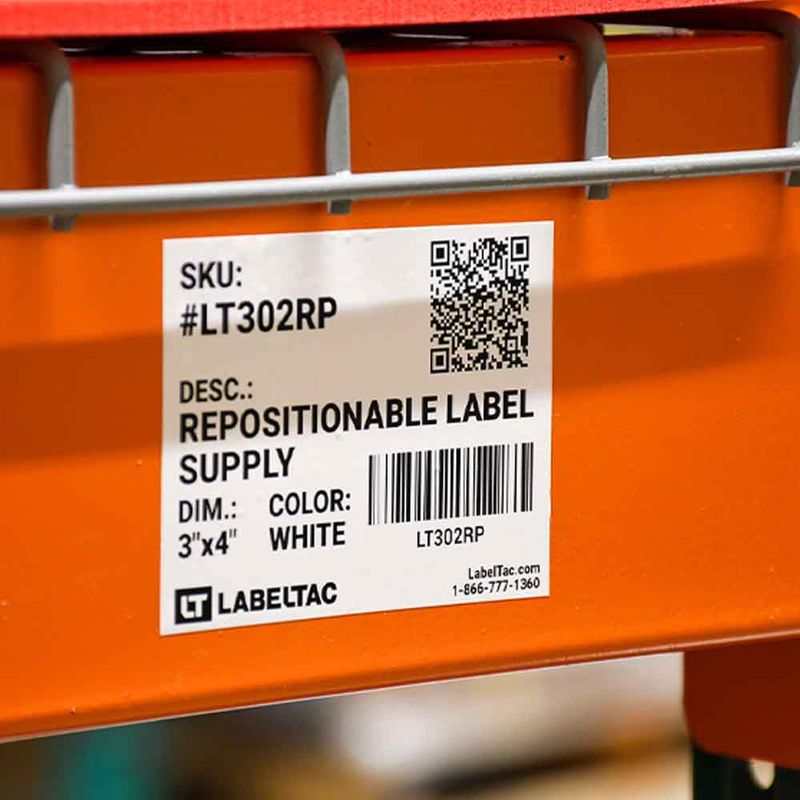 SKU:
#LT302RP
DESC.:
REPOSITIONABLE LABEL
SUPPLY
DIM.:
3"x4"
COLOR:
WHITE
LT302RP
LT LABELTAC
LabelTac.com
1-866-777-1360